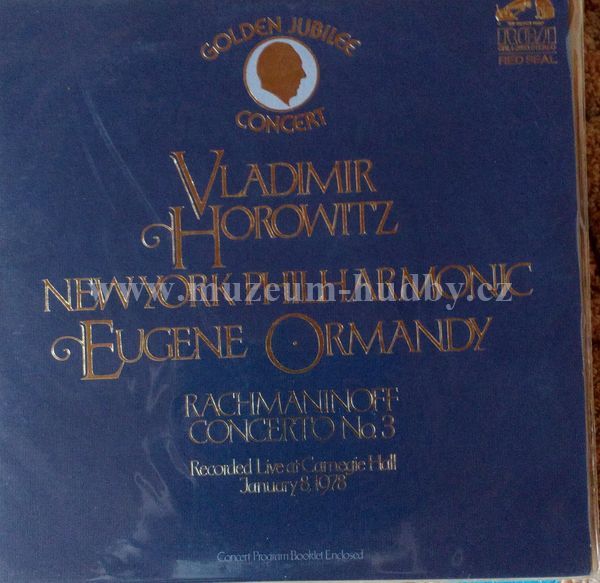 GOLDEN JUBILEE
CONCERT
RCA
RED SEAL
VLADIMIR
HOROWITZ
NEW YORK PHILHARMONIC
www.muzeum-hudby.cz
EUGENE ORMANDY
RACHMANINOFF
CONCERTO No. 3
Recorded Live at Carnegie Hall
January 8, 1978
Concert Program Booklet Enclosed